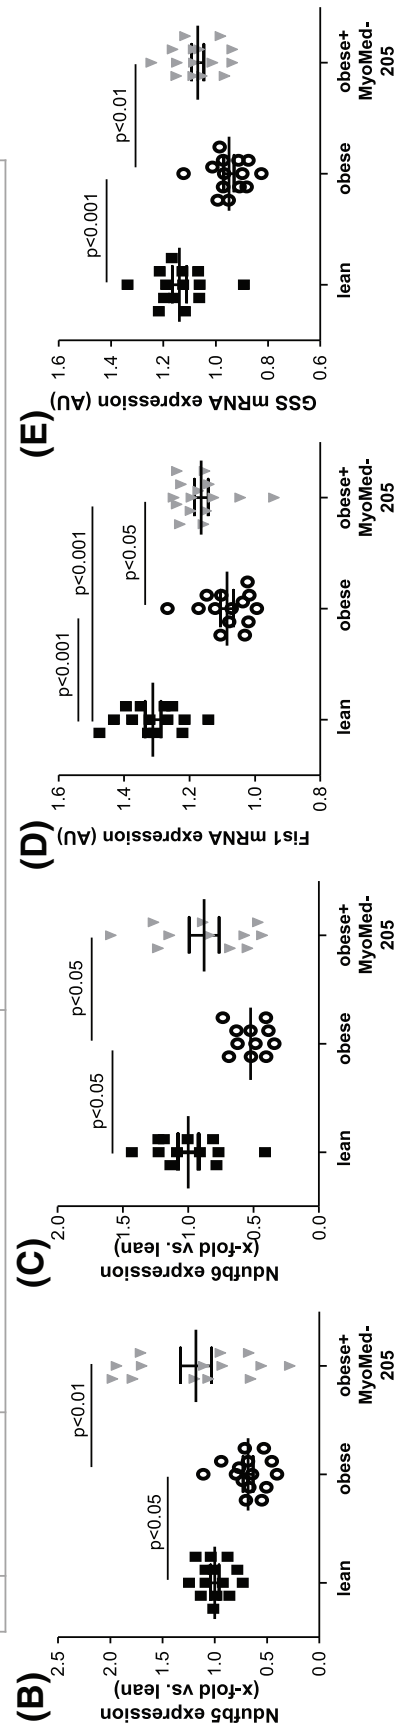 (B)
Ndufb5 expression
(x-fold vs. lean)
2.5
2.0
1.5
1.0
0.5
0.0
p<0.05
p<0.01
lean
obese
obese+
MyoMed-
205
(C)
Ndufb6 expression
(x-fold vs. lean)
2.0
1.5
1.0
0.5
0.0
p<0.05
p<0.05
lean
obese
obese+
MyoMed-
205
(D)
Fis1 mRNA expression (AU)
1.6
1.4
1.2
1.0
0.8
p<0.001
p<0.001
p<0.05
lean
obese
obese+
MyoMed-
205
(E)
GSS mRNA expression (AU)
1.6
1.4
1.2
1.0
0.8
0.6
p<0.001
p<0.01
lean
obese
obese+
MyoMed-
205